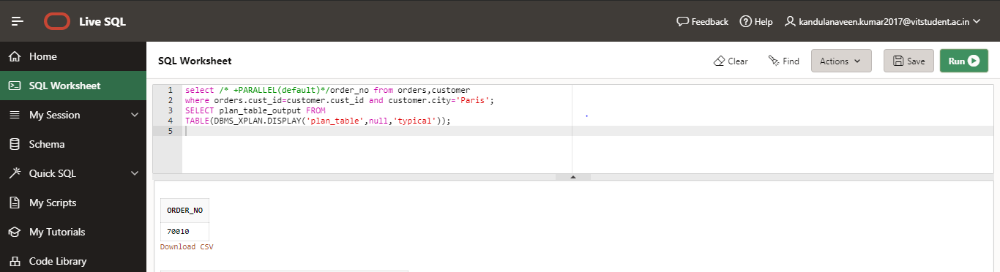 Live SQL
Feedback
Help
kandulanaveen.kumar2017@vitstudent.ac.in
Home
SQL Worksheet
My Session
Schema
Quick SQL
My Scripts
My Tutorials
Code Library
SQL Worksheet
Clear
Find
Actions
Save
Run
1 select /* +PARALLEL(default)*/order_no from orders,customer
2 where orders.cust_id=customer.cust_id and customer.city='Paris';
3 SELECT plan_table_output FROM
4 TABLE(DBMS_XPLAN.DISPLAY('plan_table',null,'typical'));
5
ORDER_NO
70010
Download CSV